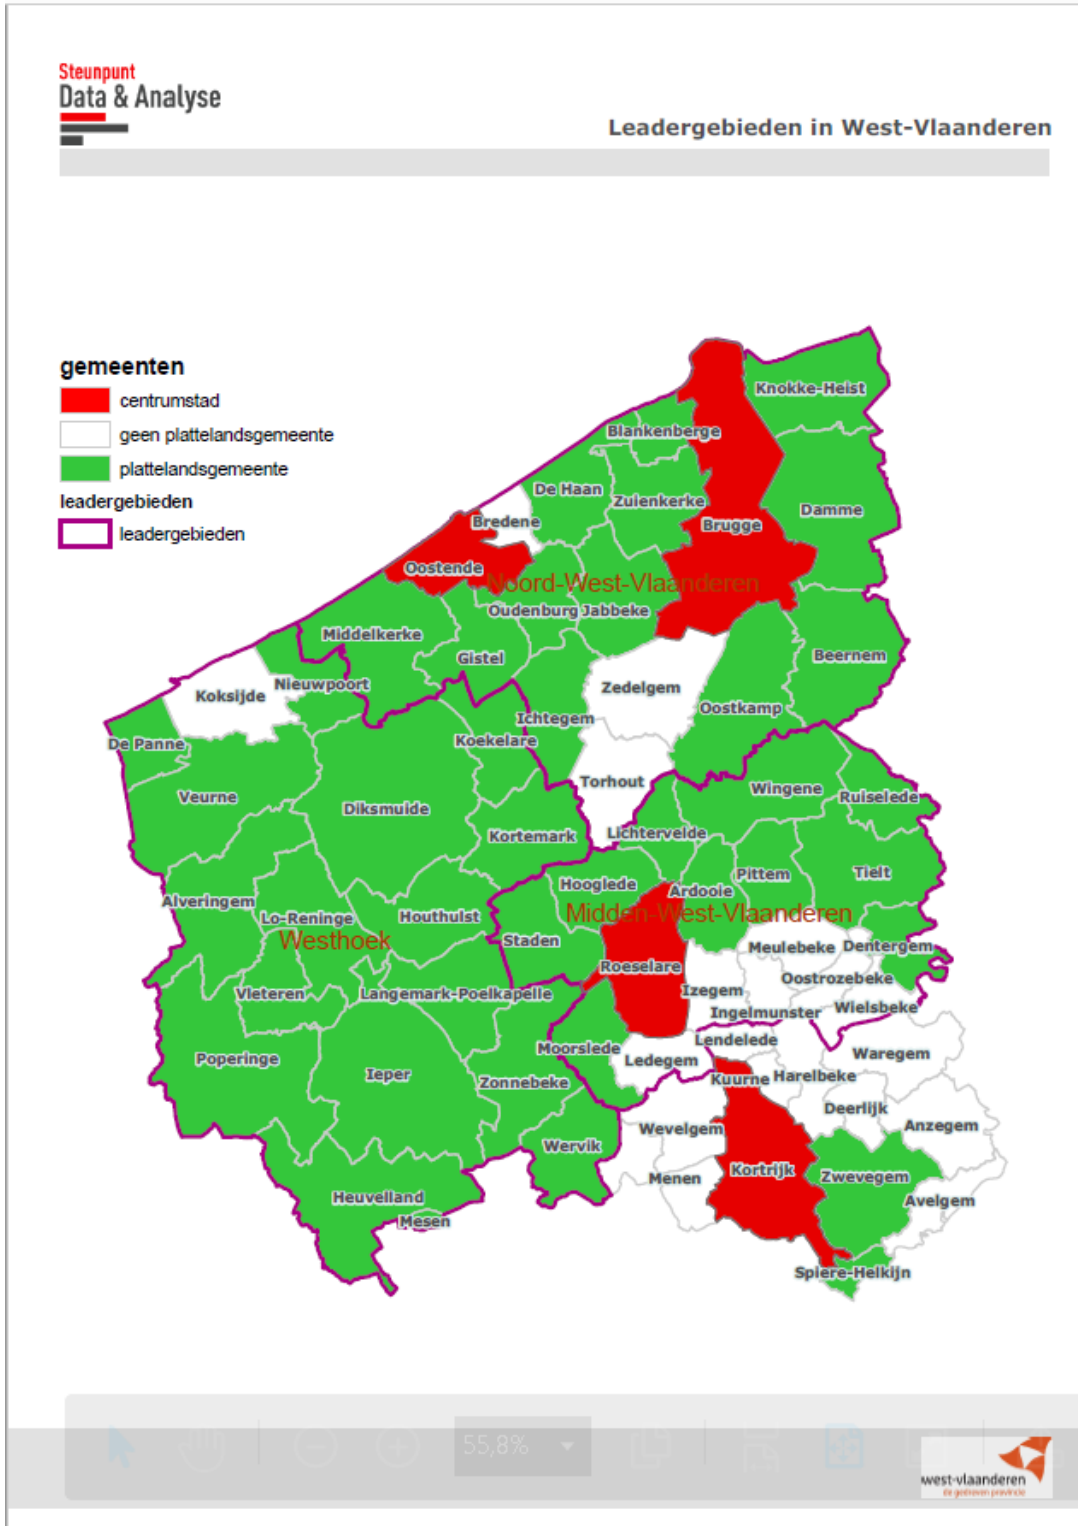 Steunpunt
Data & Analyse
Leadergebieden in West-Vlaanderen
gemeenten
centrumstad
geen plattelandsgemeente
plattelandsgemeente
leadergebieden
leadergebieden
Knokke-Heist
Blankenberge
De Haan
Zuienkerke
Damme
Bredene
Brugge
Oostende
Noord-West-Vlaanderen
Oudenburg
Jabbeke
Middelkerke
Gistel
Beernem
Zedelgem
Nieuwpoort
Koksijde
Oostkamp
Ichtegem
De Panne
Koekelare
Torhout
Wingene
Veurne
Ruiselede
Diksmuide
Lichtervelde
Kortemark
Pittem
Tielt
Hooglede
Ardooie
Alveringem
Midden-West-Vlaanderen
Lo-Reninge
Houthulst
Westhoek
Staden
Meulebeke
Dentergem
Roeselare
Oostrozebeke
Izegem
Vleteren
Langemark-Poelkapelle
Wielsbeke
Ingelmunster
Lendelede
Moorslede
Waregem
Poperinge
Ledegem
Ieper
Kuurne
Harelbeke
Zonnebeke
Deerlijk
Anzegem
Wevelgem
Wervik
Kortrijk
Zwevegem
Menen
Heuvelland
Avelgem
Mesen
Spiere-Helkijn
55,8%
west-vlaanderen
de gedreven provincie